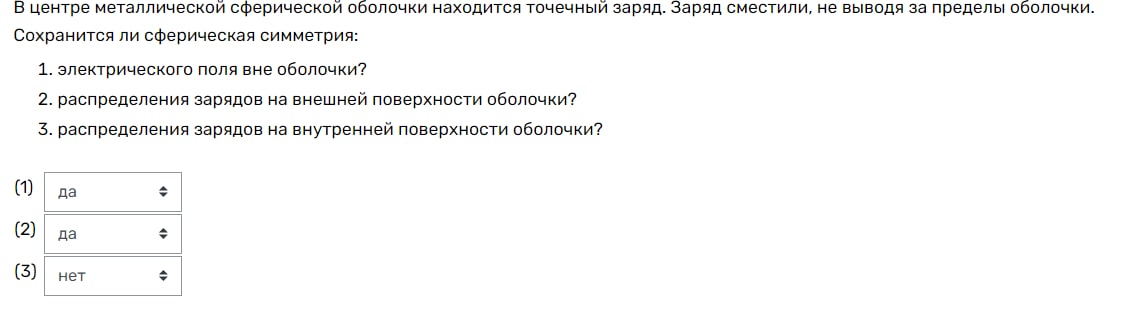 В центре металлической сферической оболочки находится точечный заряд. Заряд сместили, не выводя за пределы оболочки.
Сохранится ли сферическая симметрия:
1. электрического поля вне оболочки?
2. распределения зарядов на внешней поверхности оболочки?
3. распределения зарядов на внутренней поверхности оболочки?
(1) да
(2) да
(3) нет